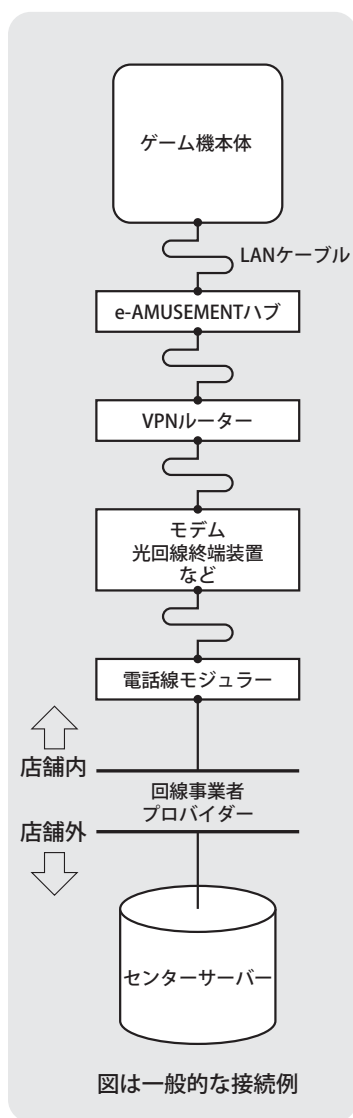 ゲーム機本体
LANケーブル
e-AMUSEMENTハブ
VPNルーター
モデム
光回線終端装置
など
電話線モジュラー
店舗内
回線事業者
プロバイダー
店舗外
センターサーバー
図は一般的な接続例